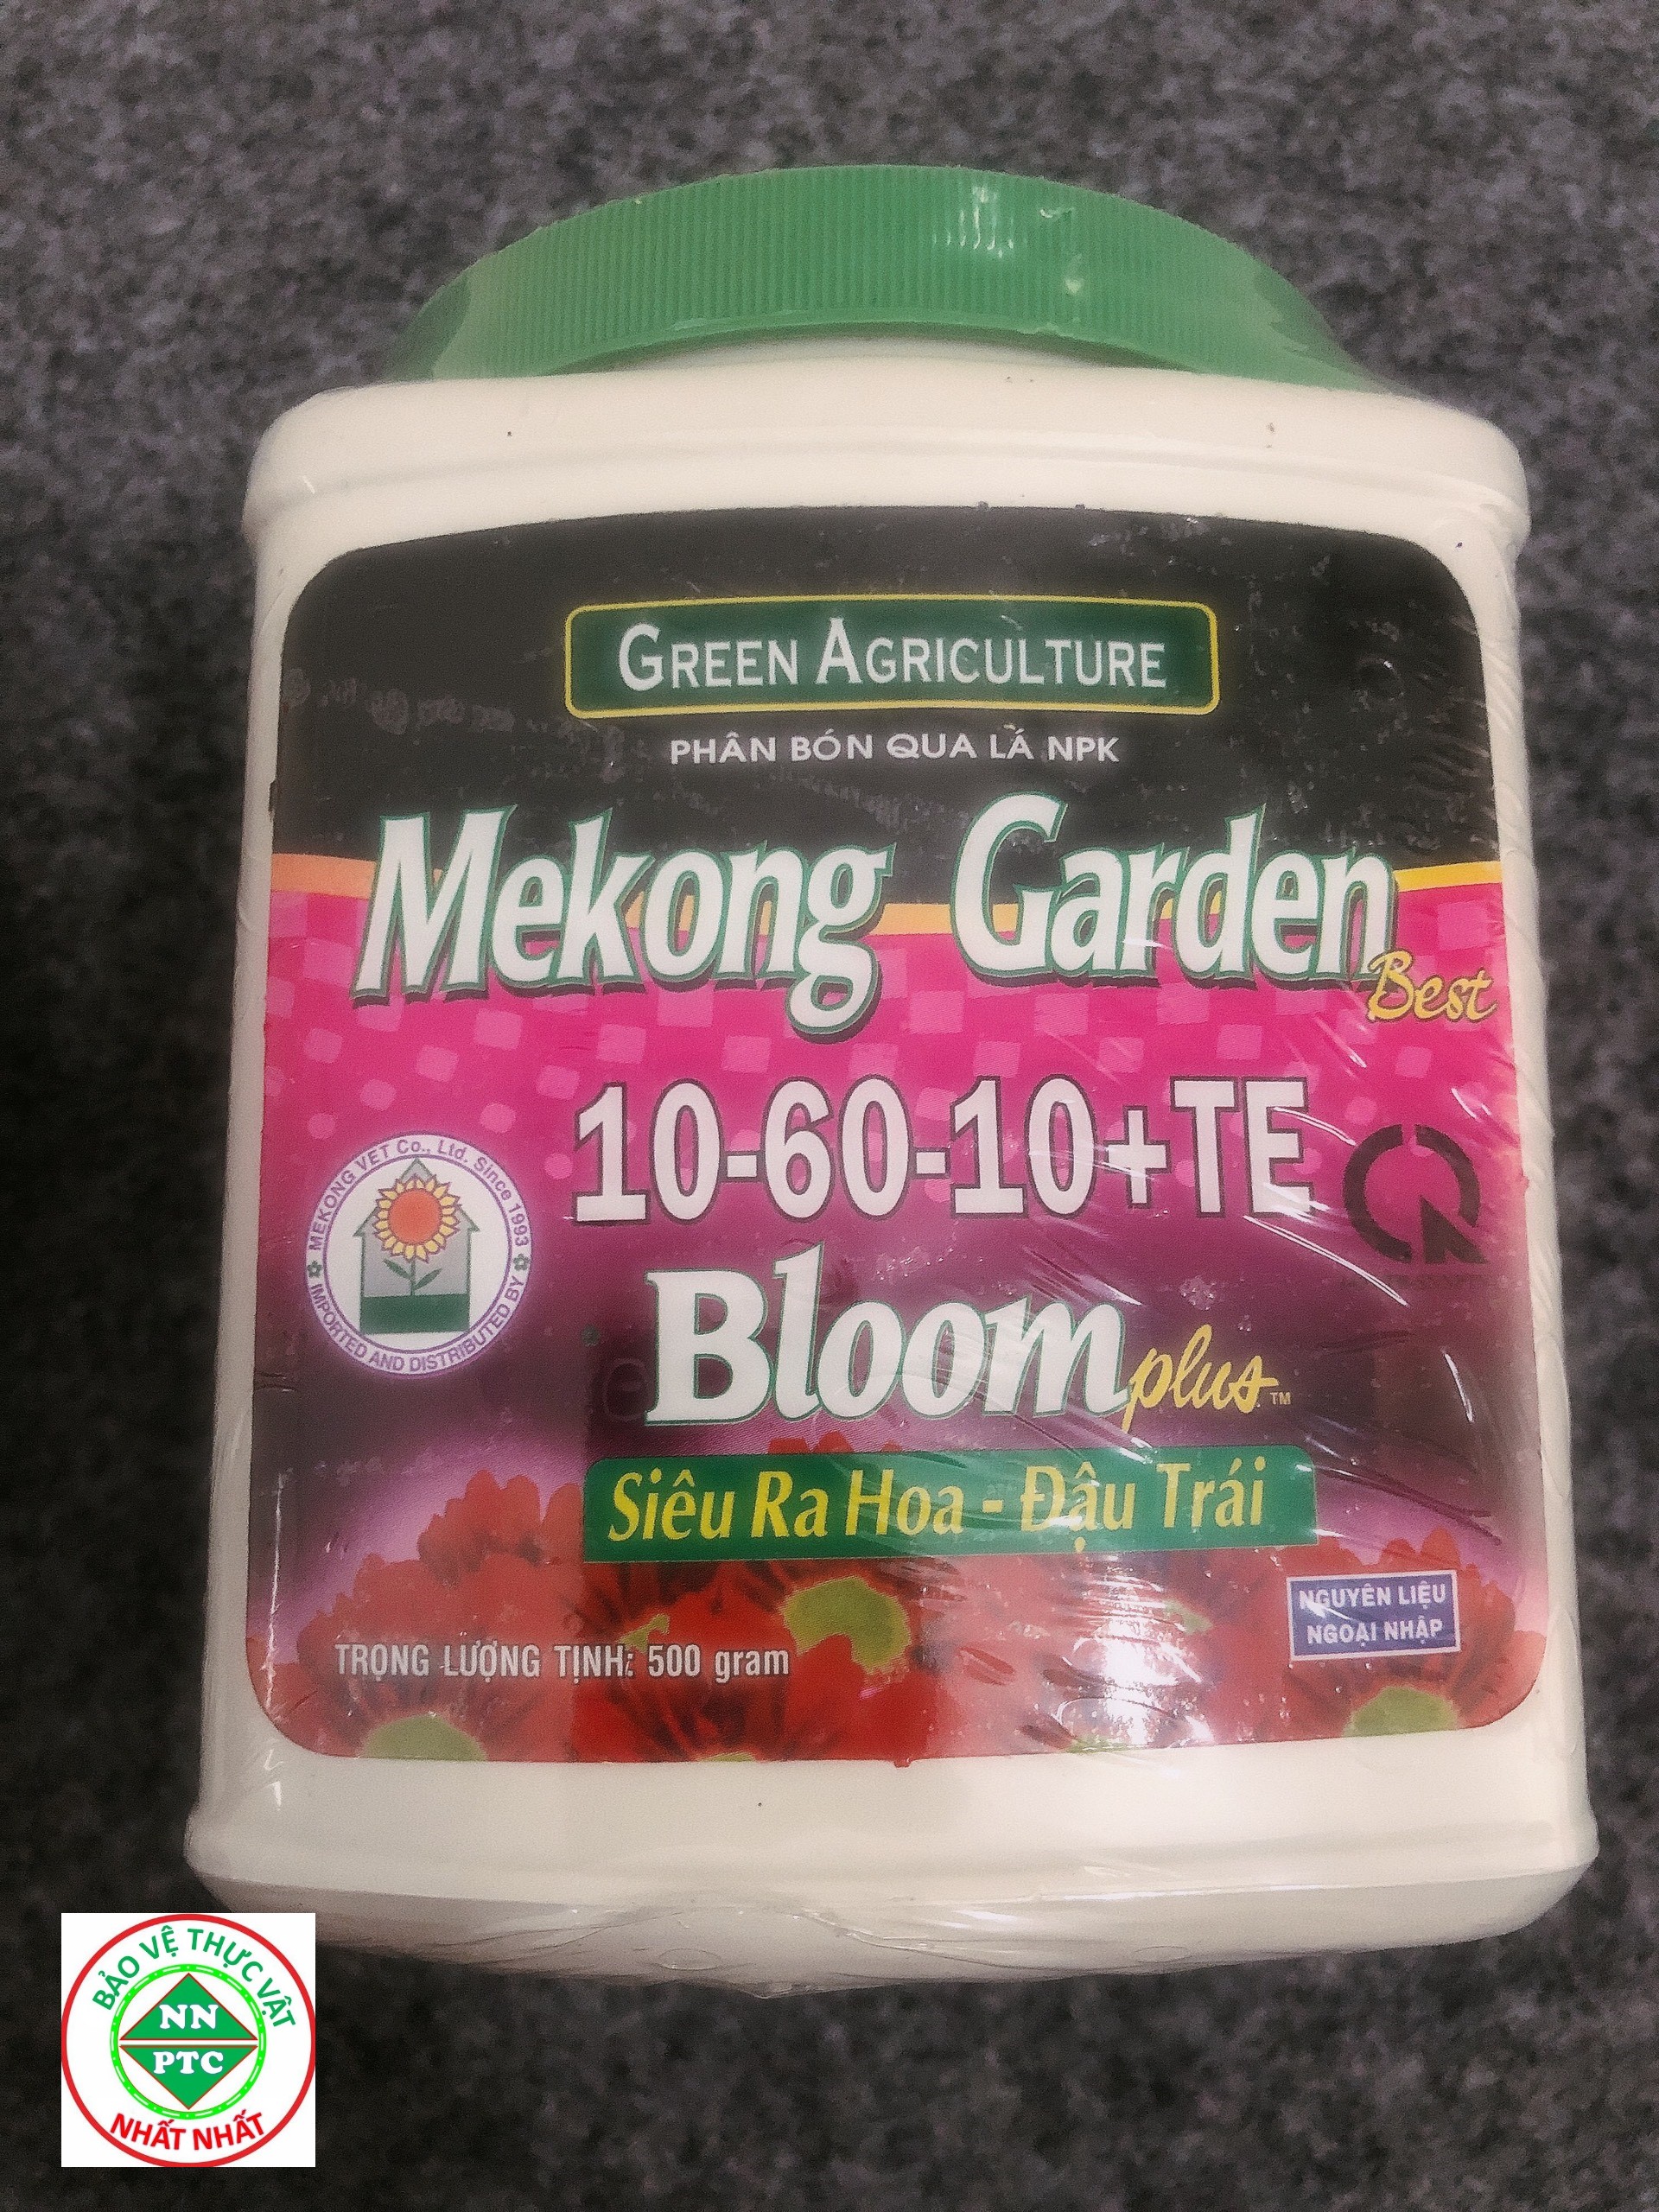 GREEN AGRICULTURE
PHÂN BÓN QUA LÁ NPK
Mekong Garden
Best
10-60-10+TE
MEKONG VET Co., Ltd. Since 1993
IMPORTED AND DISTRIBUTED BY
Bloom plus™
Siêu Ra Hoa - Đậu Trái
NGUYÊN LIỆU
NGOẠI NHẬP
TRỌNG LƯỢNG TỊNH: 500 gram
BẢO VỆ THỰC VẬT
NN
PTC
NHẤT NHẤT